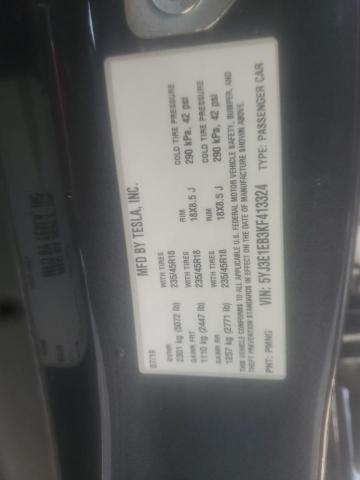 MFD BY TESLA, INC.
07/19
GVWR WITH TIRES RIM COLD TIRE PRESSURE
2301 kg (5072 lb) 235/45R18 18X8.5 J 290 kPa, 42 psi
GAWR FRT WITH TIRES RIM COLD TIRE PRESSURE
1110 kg (2447 lb) 235/45R18 18X8.5 J 290 kPa, 42 psi
GAWR RR WITH TIRES
1257 kg (2771 lb) 235/45R18
THIS VEHICLE CONFORMS TO ALL APPLICABLE U.S. FEDERAL MOTOR VEHICLE SAFETY, BUMPER, AND
THEFT PREVENTION STANDARDS IN EFFECT ON THE DATE OF MANUFACTURE SHOWN ABOVE.
VIN: 5YJ3E1EB3KF413324 TYPE: PASSENGER CAR
PNT: PMNG